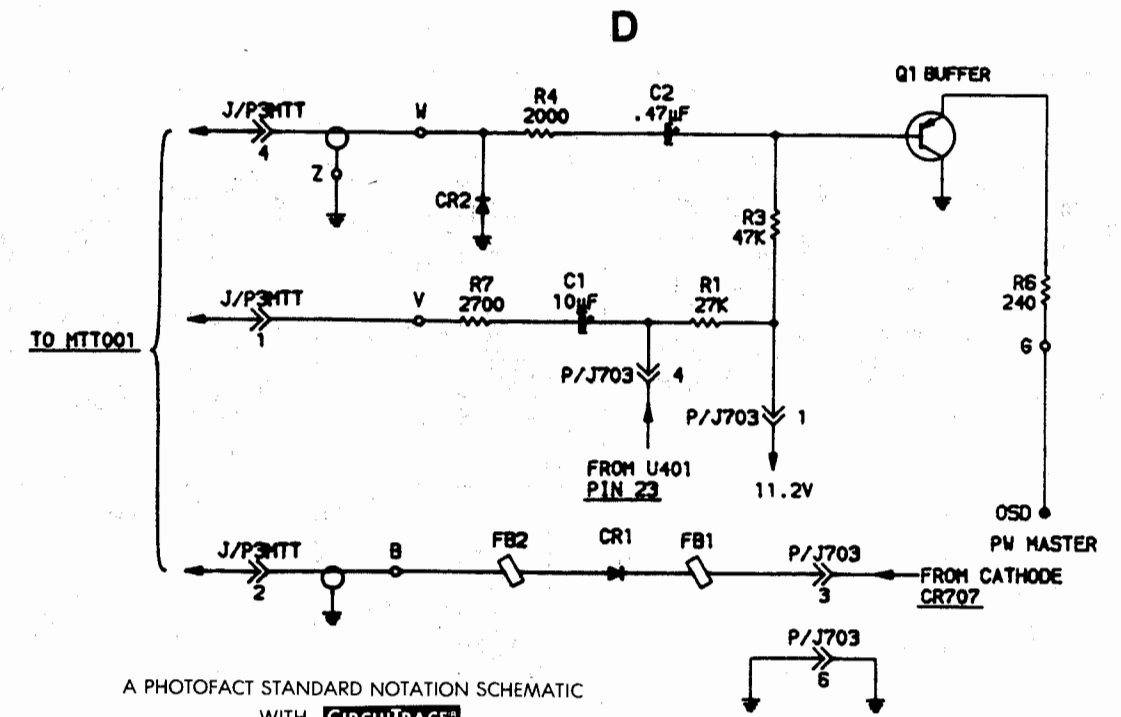 D
Q1 BUFFER
J/P3MTT
4
W
Z
R4
2000
C2
.47µF
CR2
R3
47K
J/P3MTT
1
V
R7
2700
C1
10µF
R1
27K
R6
240
6
TO MTT001
P/J703 4
P/J703 1
FROM U401
PIN 23
11.2V
OSD
PW MASTER
J/P3MTT
2
B
FB2
CR1
FB1
P/J703
3
FROM CATHODE
CR707
P/J703
6
A PHOTOFACT STANDARD NOTATION SCHEMATIC
WITH CIRCUITRACE®